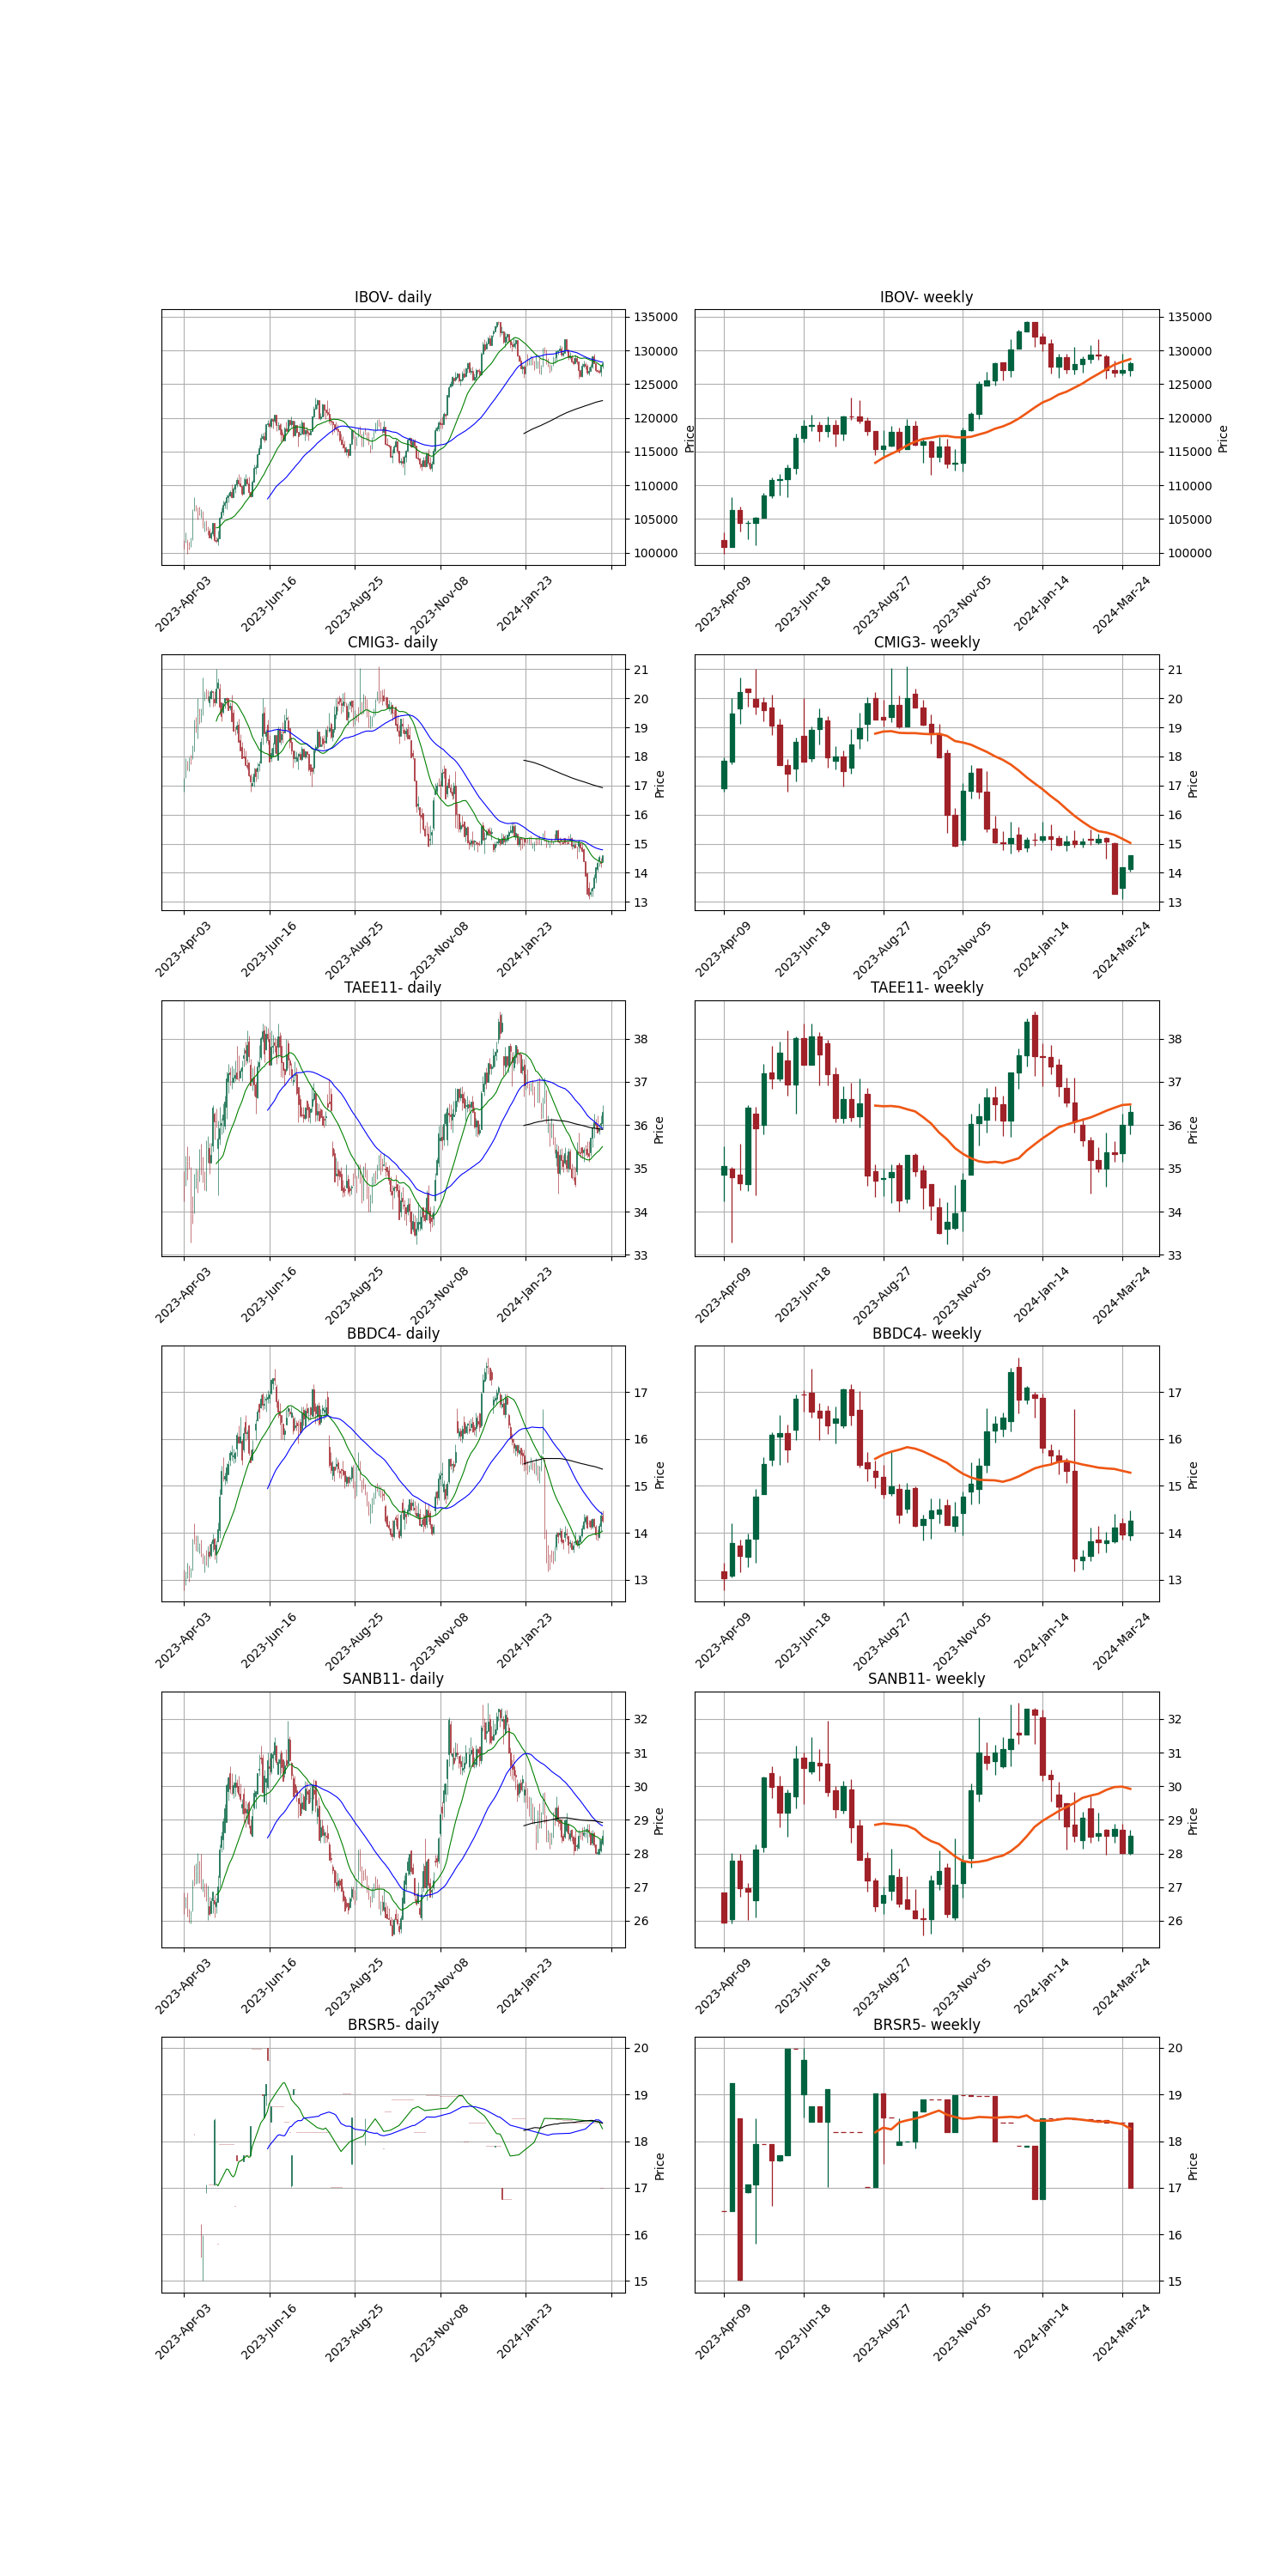 IBOV- daily
IBOV- weekly
135000
130000
125000
120000
115000
110000
105000
100000
Price
135000
130000
125000
120000
115000
110000
105000
100000
Price
2023-Apr-03
2023-Jun-16
2023-Aug-25
2023-Nov-08
2024-Jan-23
2023-Apr-09
2023-Jun-18
2023-Aug-27
2023-Nov-05
2024-Jan-14
2024-Mar-24
CMIG3- daily
CMIG3- weekly
21
20
19
18
17
16
15
14
13
Price
21
20
19
18
17
16
15
14
13
Price
2023-Apr-03
2023-Jun-16
2023-Aug-25
2023-Nov-08
2024-Jan-23
2023-Apr-09
2023-Jun-18
2023-Aug-27
2023-Nov-05
2024-Jan-14
2024-Mar-24
TAEE11- daily
TAEE11- weekly
38
37
36
35
34
33
Price
38
37
36
35
34
33
Price
2023-Apr-03
2023-Jun-16
2023-Aug-25
2023-Nov-08
2024-Jan-23
2023-Apr-09
2023-Jun-18
2023-Aug-27
2023-Nov-05
2024-Jan-14
2024-Mar-24
BBDC4- daily
BBDC4- weekly
17
16
15
14
13
Price
17
16
15
14
13
Price
2023-Apr-03
2023-Jun-16
2023-Aug-25
2023-Nov-08
2024-Jan-23
2023-Apr-09
2023-Jun-18
2023-Aug-27
2023-Nov-05
2024-Jan-14
2024-Mar-24
SANB11- daily
SANB11- weekly
32
31
30
29
28
27
26
Price
32
31
30
29
28
27
26
Price
2023-Apr-03
2023-Jun-16
2023-Aug-25
2023-Nov-08
2024-Jan-23
2023-Apr-09
2023-Jun-18
2023-Aug-27
2023-Nov-05
2024-Jan-14
2024-Mar-24
BRSR5- daily
BRSR5- weekly
20
19
18
17
16
15
Price
20
19
18
17
16
15
Price
2023-Apr-03
2023-Jun-16
2023-Aug-25
2023-Nov-08
2024-Jan-23
2023-Apr-09
2023-Jun-18
2023-Aug-27
2023-Nov-05
2024-Jan-14
2024-Mar-24